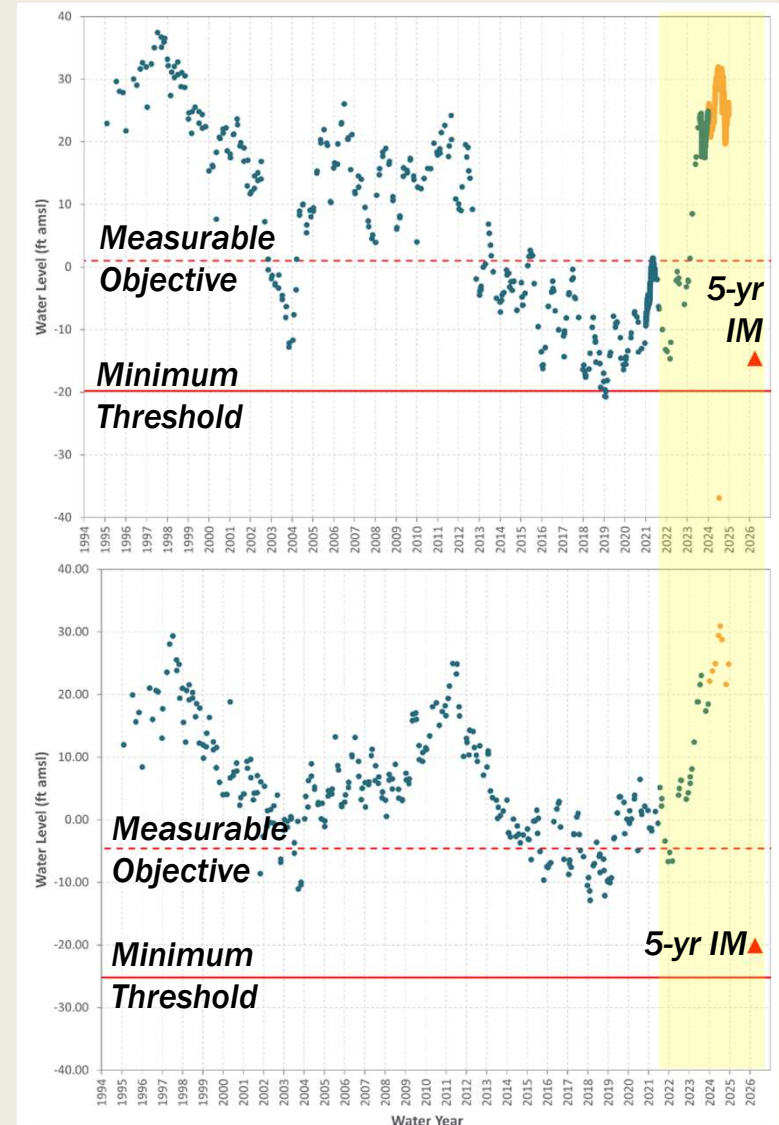 40
30
20
10
0
-10
-20
-30
-40
Water Level (ft amsl)
Measurable
Objective
5-yr
IM
Minimum
Threshold
1994 1995 1996 1997 1998 1999 2000 2001 2002 2003 2004 2005 2006 2007 2008 2009 2010 2011 2012 2013 2014 2015 2016 2017 2018 2019 2020 2021 2022 2023 2024 2025 2026
40.00
30.00
20.00
10.00
0.00
-10.00
-20.00
-30.00
-40.00
Water Level (ft amsl)
Measurable
Objective
5-yr IM
Minimum
Threshold
1994 1995 1996 1997 1998 1999 2000 2001 2002 2003 2004 2005 2006 2007 2008 2009 2010 2011 2012 2013 2014 2015 2016 2017 2018 2019 2020 2021 2022 2023 2024 2025 2026
Water Year